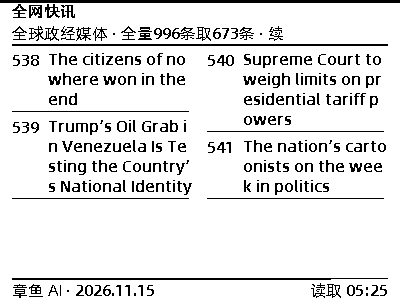 全网快讯
全球政经媒体 · 全量996条取673条 · 续
538 The citizens of no
where won in the
end
539 Trump's Oil Grab i
n Venezuela Is Te
sting the Country'
s National Identity
540 Supreme Court to
weigh limits on pr
esidential tariff p
owers
541 The nation's carto
onists on the wee
k in politics
章鱼 AI · 2026.11.15
读取 05:25